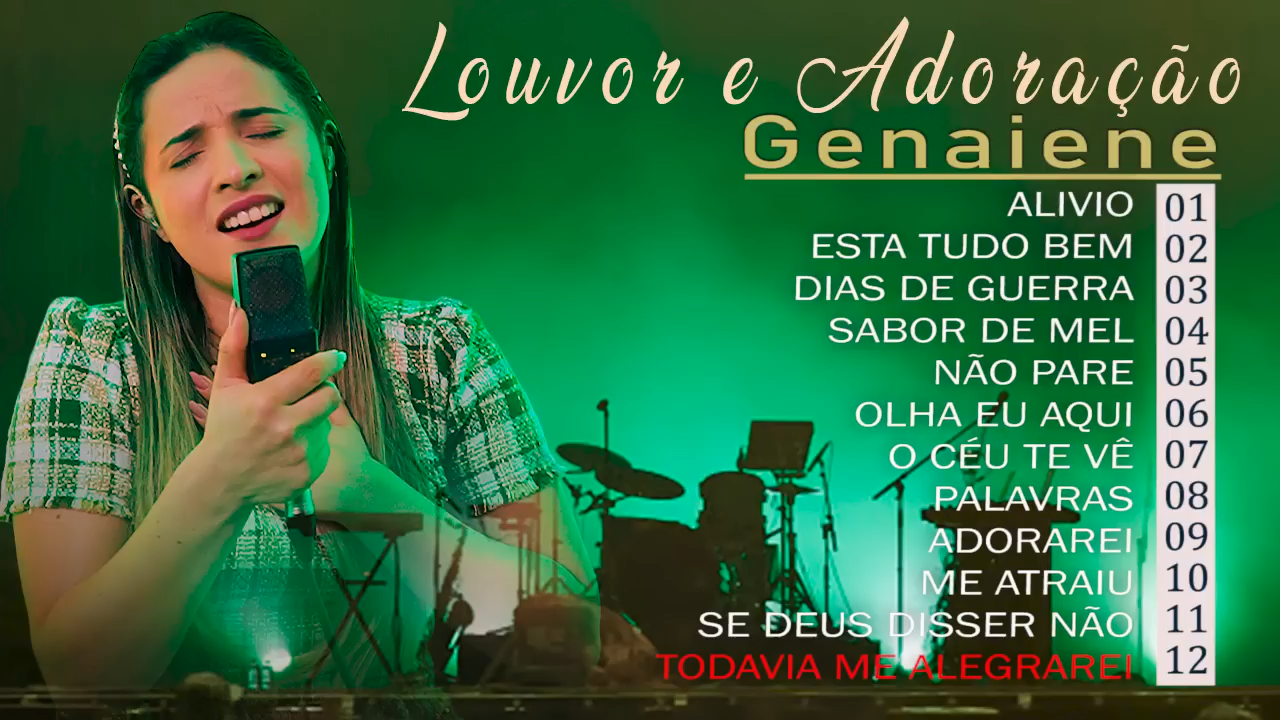 Louvor e Adoração
Genaiene
ALIVIO 01
ESTA TUDO BEM 02
DIAS DE GUERRA 03
SABOR DE MEL 04
NÃO PARE 05
OLHA EU AQUI 06
O CÉU TE VÊ 07
PALAVRAS 08
ADORAREI 09
ME ATRAIU 10
SE DEUS DISSER NÃO 11
TODAVIA ME ALEGRAREI 12